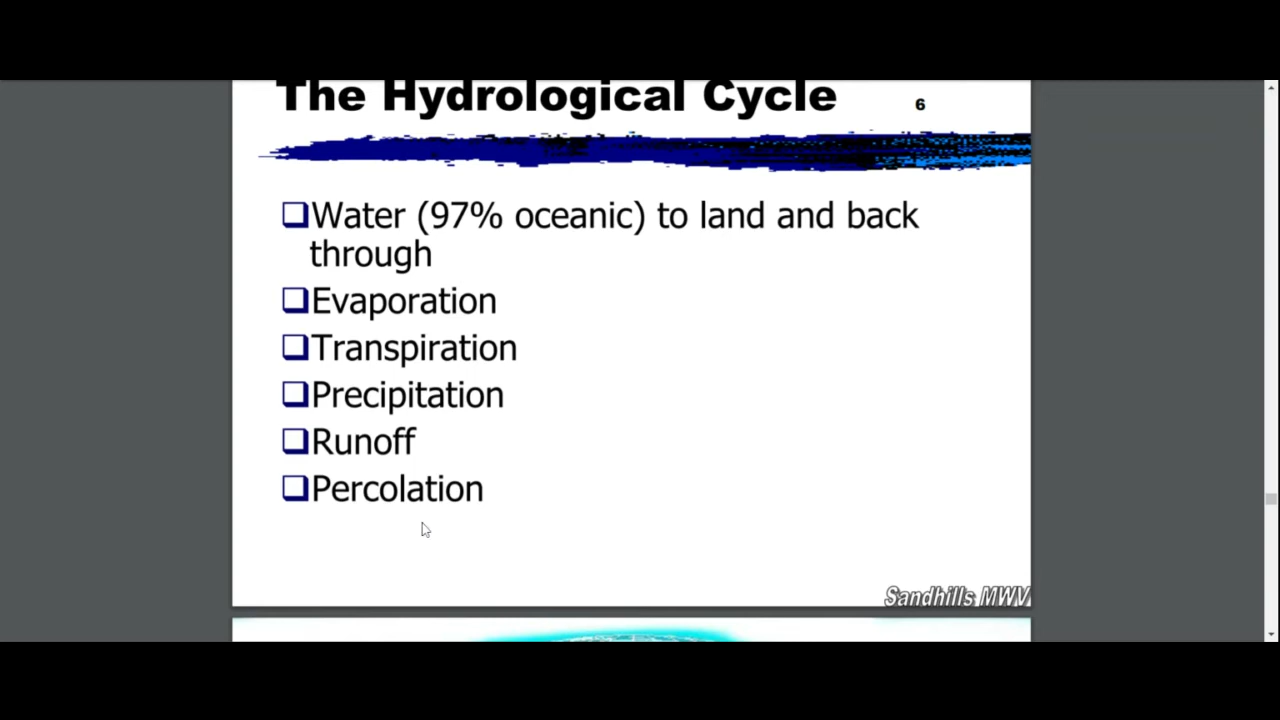 The Hydrological Cycle 6
Water (97% oceanic) to land and back
through
Evaporation
Transpiration
Precipitation
Runoff
Percolation
Sandhills MWV